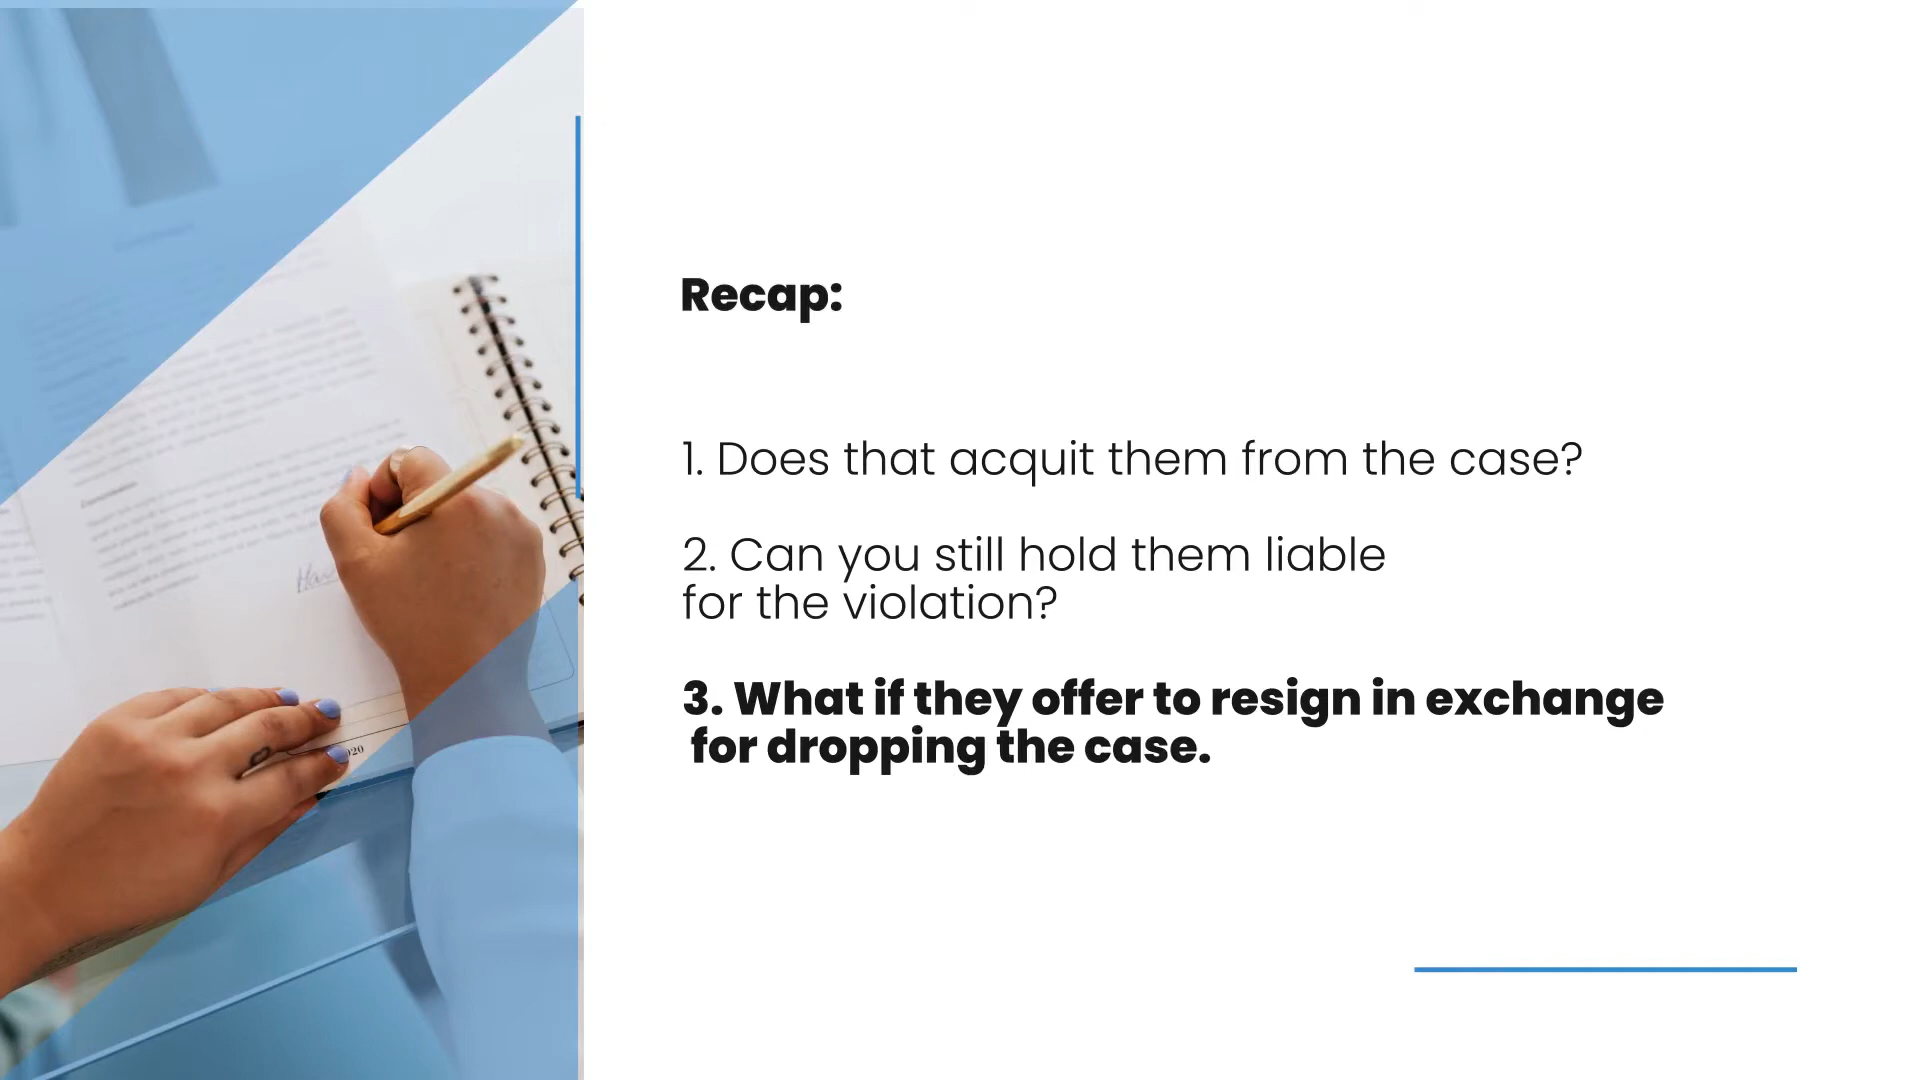 Recap:
1. Does that acquit them from the case?
2. Can you still hold them liable
for the violation?
3. What if they offer to resign in exchange
for dropping the case.